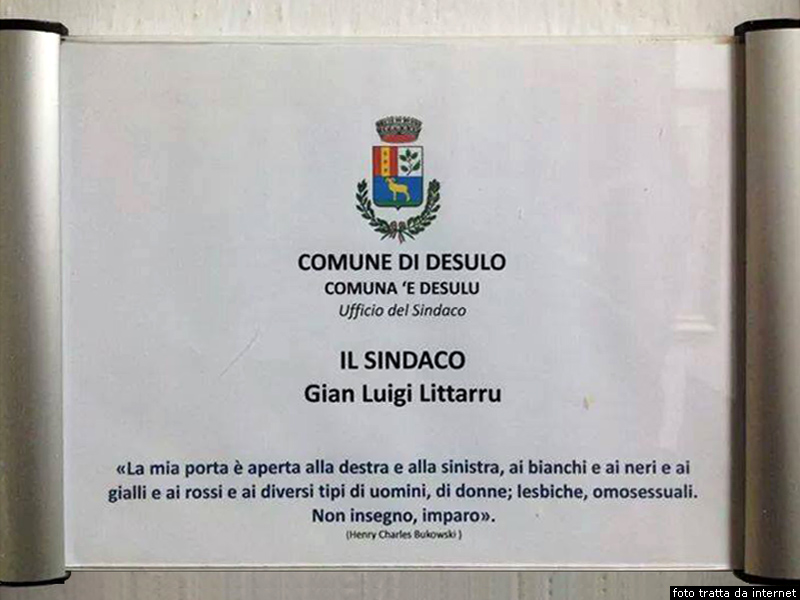 COMUNE DI DESULO
COMUNA 'E DESULU
Ufficio del Sindaco
IL SINDACO
Gian Luigi Littarru
«La mia porta è aperta alla destra e alla sinistra, ai bianchi e ai neri e ai
gialli e ai rossi e ai diversi tipi di uomini, di donne; lesbiche, omosessuali.
Non insegno, imparo».
(Henry Charles Bukowski )
foto tratta da internet